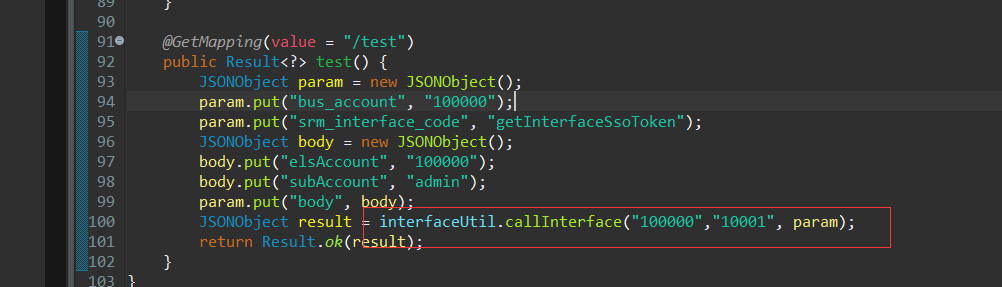 89 }
90
91 @GetMapping(value = "/test")
92 public Result<?> test() {
93 JSONObject param = new JSONObject();
94 param.put("bus_account", "100000");
95 param.put("srm_interface_code", "getInterfaceSsoToken");
96 JSONObject body = new JSONObject();
97 body.put("elsAccount", "100000");
98 body.put("subAccount", "admin");
99 param.put("body", body);
100 JSONObject result = interfaceUtil.callInterface("100000","10001", param);
101 return Result.ok(result);
102 }
103 }